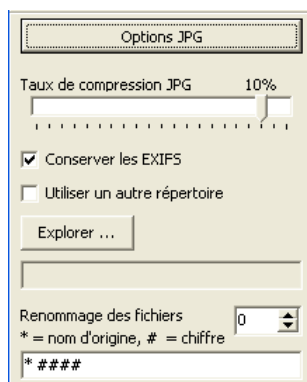 Options JPG
Taux de compression JPG 10%
Conserver les EXIFS
Utiliser un autre répertoire
Explorer ...
Renommage des fichiers 0
* = nom d'origine, # = chiffre
* ####